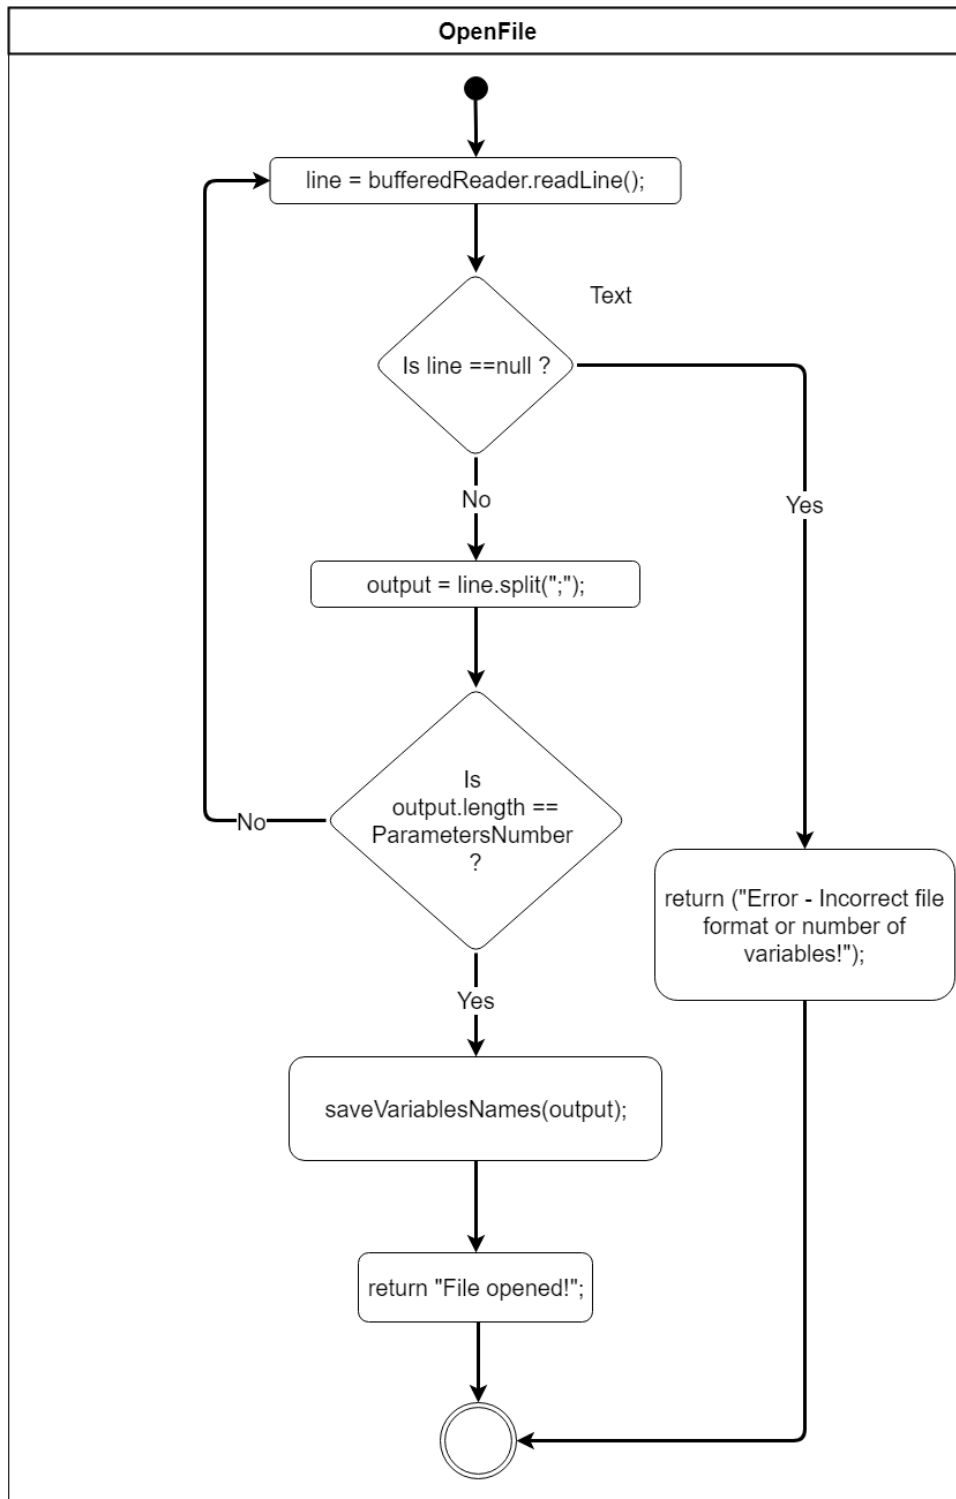 OpenFile
line = bufferedReader.readLine();
Text
Is line ==null ?
No
Yes
output = line.split(";");
Is
output.length ==
ParametersNumber
?
No
return ("Error - Incorrect file
format or number of
variables!");
Yes
saveVariablesNames(output);
return "File opened!";